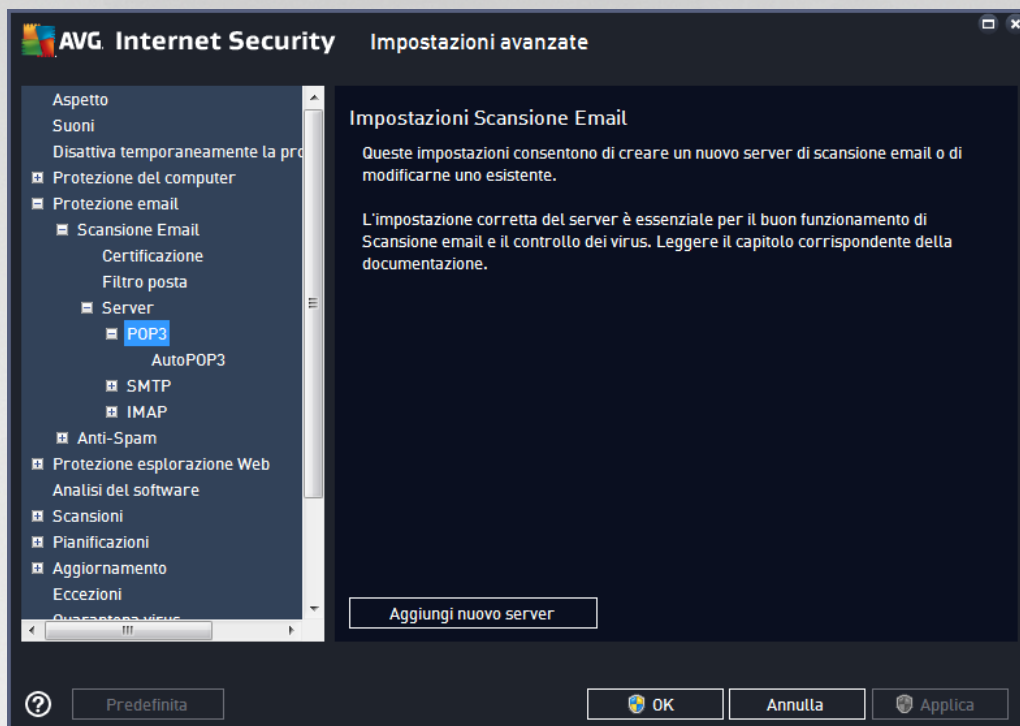 AVG. Internet Security Impostazioni avanzate
Aspetto
Suoni
Disattiva temporaneamente la
Protezione del computer
Protezione email
Scansione Email
Certificazione
Filtro posta
Server
POP3
AutoPOP3
SMTP
IMAP
Anti-Spam
Protezione esplorazione Web
Analisi del software
Scansioni
Pianificazioni
Aggiornamento
Eccezioni
Quarantena virus
Impostazioni Scansione Email
Queste impostazioni consentono di creare un nuovo server di scansione email o di
modificarne uno esistente.
L'impostazione corretta del server è essenziale per il buon funzionamento di
Scansione email e il controllo dei virus. Leggere il capitolo corrispondente della
documentazione.
Aggiungi nuovo server
Predefinita
OK
Annulla
Applica